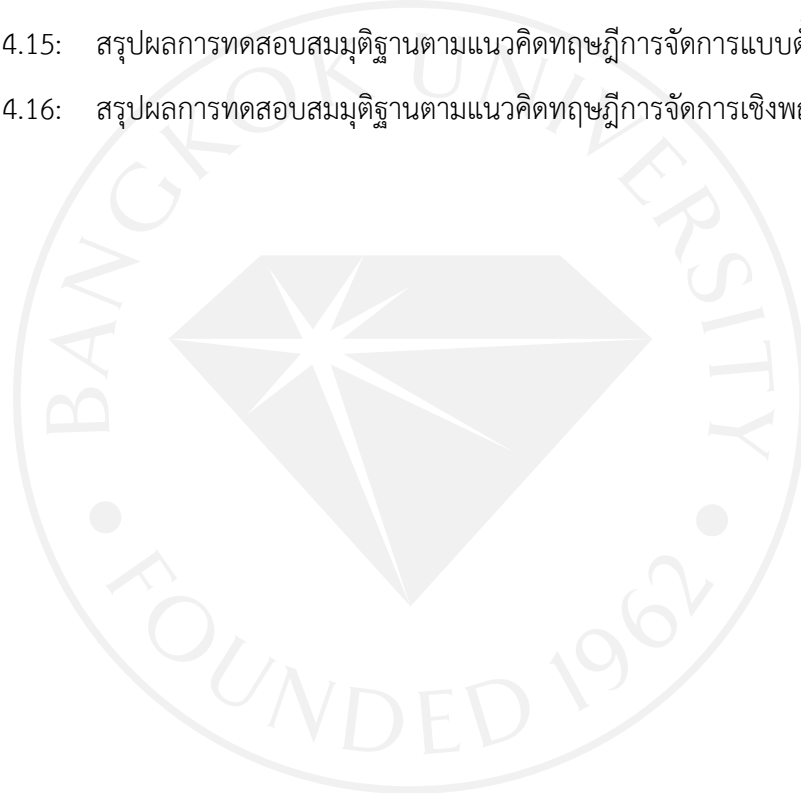 4.15: สรุปผลการทดสอบสมมุติฐานตามแนวคิดทฤษฎีการจัดการแบบ
4.16: สรุปผลการทดสอบสมมุติฐานตามแนวคิดทฤษฎีการจัดการเชิง
BANGKOK UNIVERSITY
FOUNDED 1962